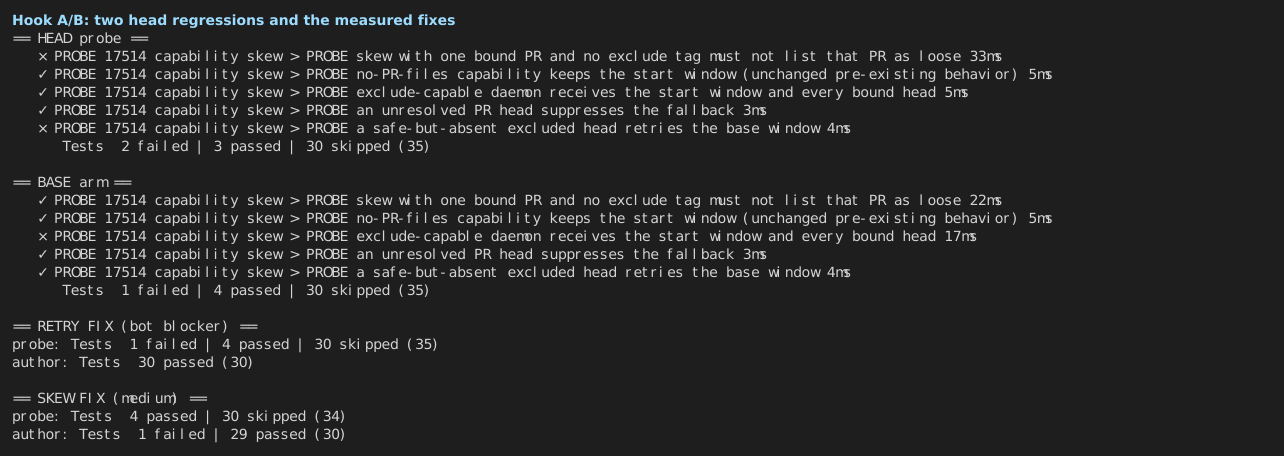 Hook A/B: two head regressions and the measured fixes
== HEAD probe ==
× PROBE 17514 capability skew > PROBE skew with one bound PR and no exclude tag must not list that PR as loose 33ms
✓ PROBE 17514 capability skew > PROBE no-PR-files capability keeps the start window (unchanged pre-existing behavior) 5ms
✓ PROBE 17514 capability skew > PROBE exclude-capable daemon receives the start window and every bound head 5ms
✓ PROBE 17514 capability skew > PROBE an unresolved PR head suppresses the fallback 3ms
× PROBE 17514 capability skew > PROBE a safe-but-absent excluded head retries the base window 4ms
Tests 2 failed | 3 passed | 30 skipped (35)
== BASE arm ==
✓ PROBE 17514 capability skew > PROBE skew with one bound PR and no exclude tag must not list that PR as loose 22ms
✓ PROBE 17514 capability skew > PROBE no-PR-files capability keeps the start window (unchanged pre-existing behavior) 5ms
× PROBE 17514 capability skew > PROBE exclude-capable daemon receives the start window and every bound head 17ms
✓ PROBE 17514 capability skew > PROBE an unresolved PR head suppresses the fallback 3ms
✓ PROBE 17514 capability skew > PROBE a safe-but-absent excluded head retries the base window 4ms
Tests 1 failed | 4 passed | 30 skipped (35)
== RETRY FIX (bot blocker) ==
probe: Tests 1 failed | 4 passed | 30 skipped (35)
author: Tests 30 passed (30)
== SKEW FIX (medium) ==
probe: Tests 4 passed | 30 skipped (34)
author: Tests 1 failed | 29 passed (30)